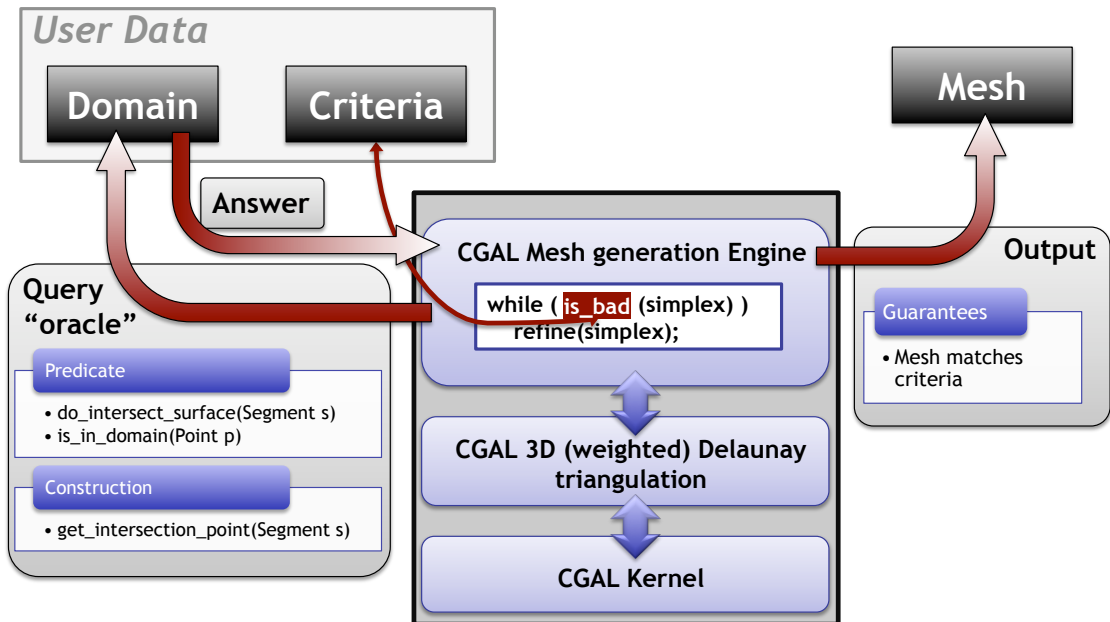 User Data
Domain
Criteria
Mesh
Answer
Query
“oracle”
Predicate
• do_intersect_surface(Segment s)
• is_in_domain(Point p)
Construction
• get_intersection_point(Segment s)
CGAL Mesh generation Engine
while ( is_bad (simplex) )
refine(simplex);
CGAL 3D (weighted) Delaunay
triangulation
CGAL Kernel
Output
Guarantees
• Mesh matches
criteria